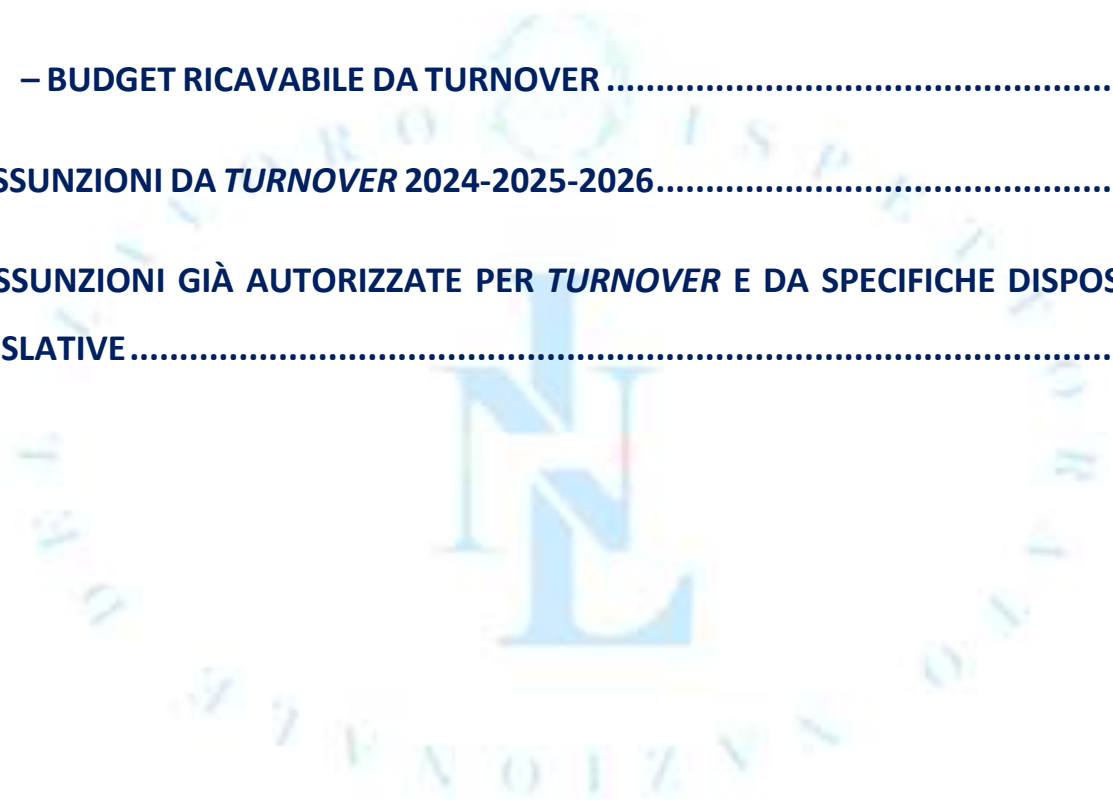 – BUDGET RICAVABILE DA TURNOVER ................................................
SSUNZIONI DA TURNOVER 2024-2025-2026...........................................
SSUNZIONI GIÀ AUTORIZZATE PER TURNOVER E DA SPECIFICHE DISPOS
SLATIVE................................................................................................
INL